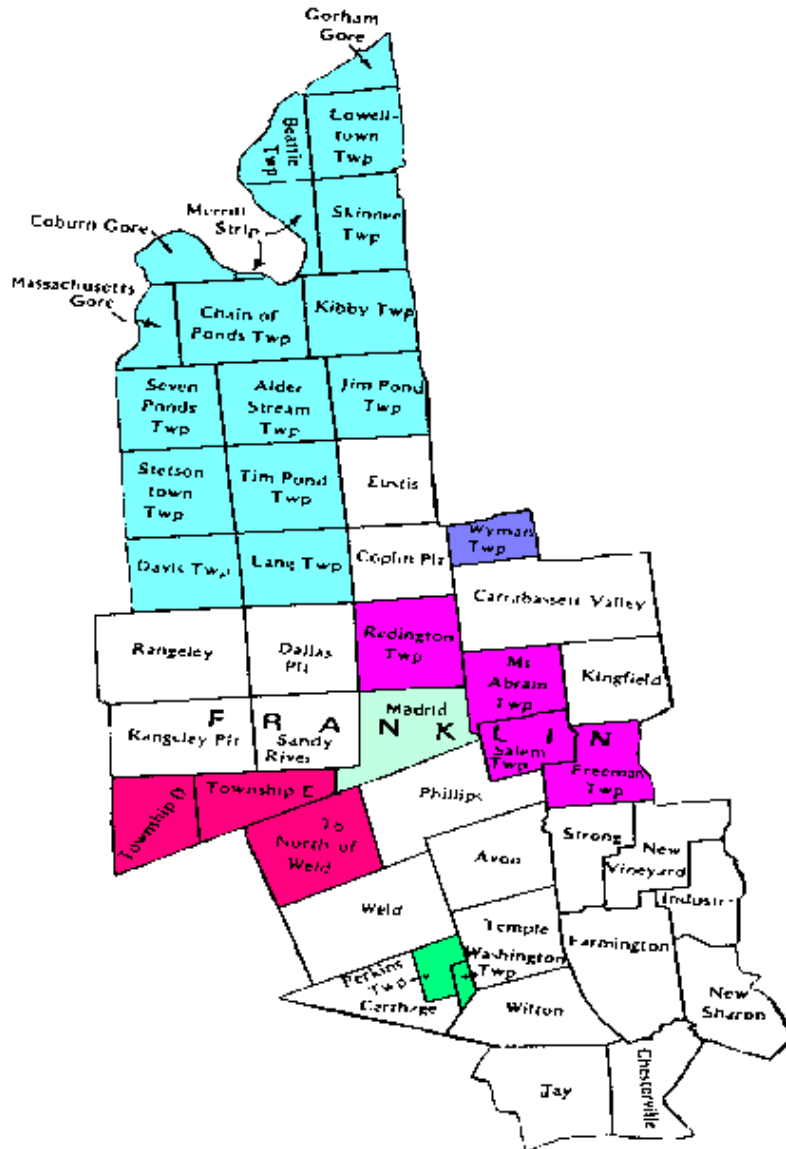 Gorham
Gore
Lowell-
town
Twp
Beattie
Twp
Merrill
Strip
Skinner
Twp
Coburn Gore
Massachusetts
Gore
Chain of
Ponds Twp
Kibby Twp
Seven
Ponds
Twp
Alder
Stream
Twp
Jim Pond
Twp
Stetson
town
Twp
Tim Pond
Twp
Eustis
Wyman
Twp
Davis Twp
Lang Twp
Coplin Plt
Carrabassett Valley
Rangeley
Dallas
Plt
Redington
Twp
Mt
Abram
Twp
Kingfield
Madrid
FRANKLIN
Rangeley Plt
Sandy
River
Salem
Twp
Freeman
Twp
Township D
Township E
Phillips
T6
North of
Weld
Strong
New
Vineyard
Avon
Weld
Industr
Temple
Washington
Twp
Farmington
Perkins
Twp
Carthage
Wilton
New
Sharon
Jay
Chesterville